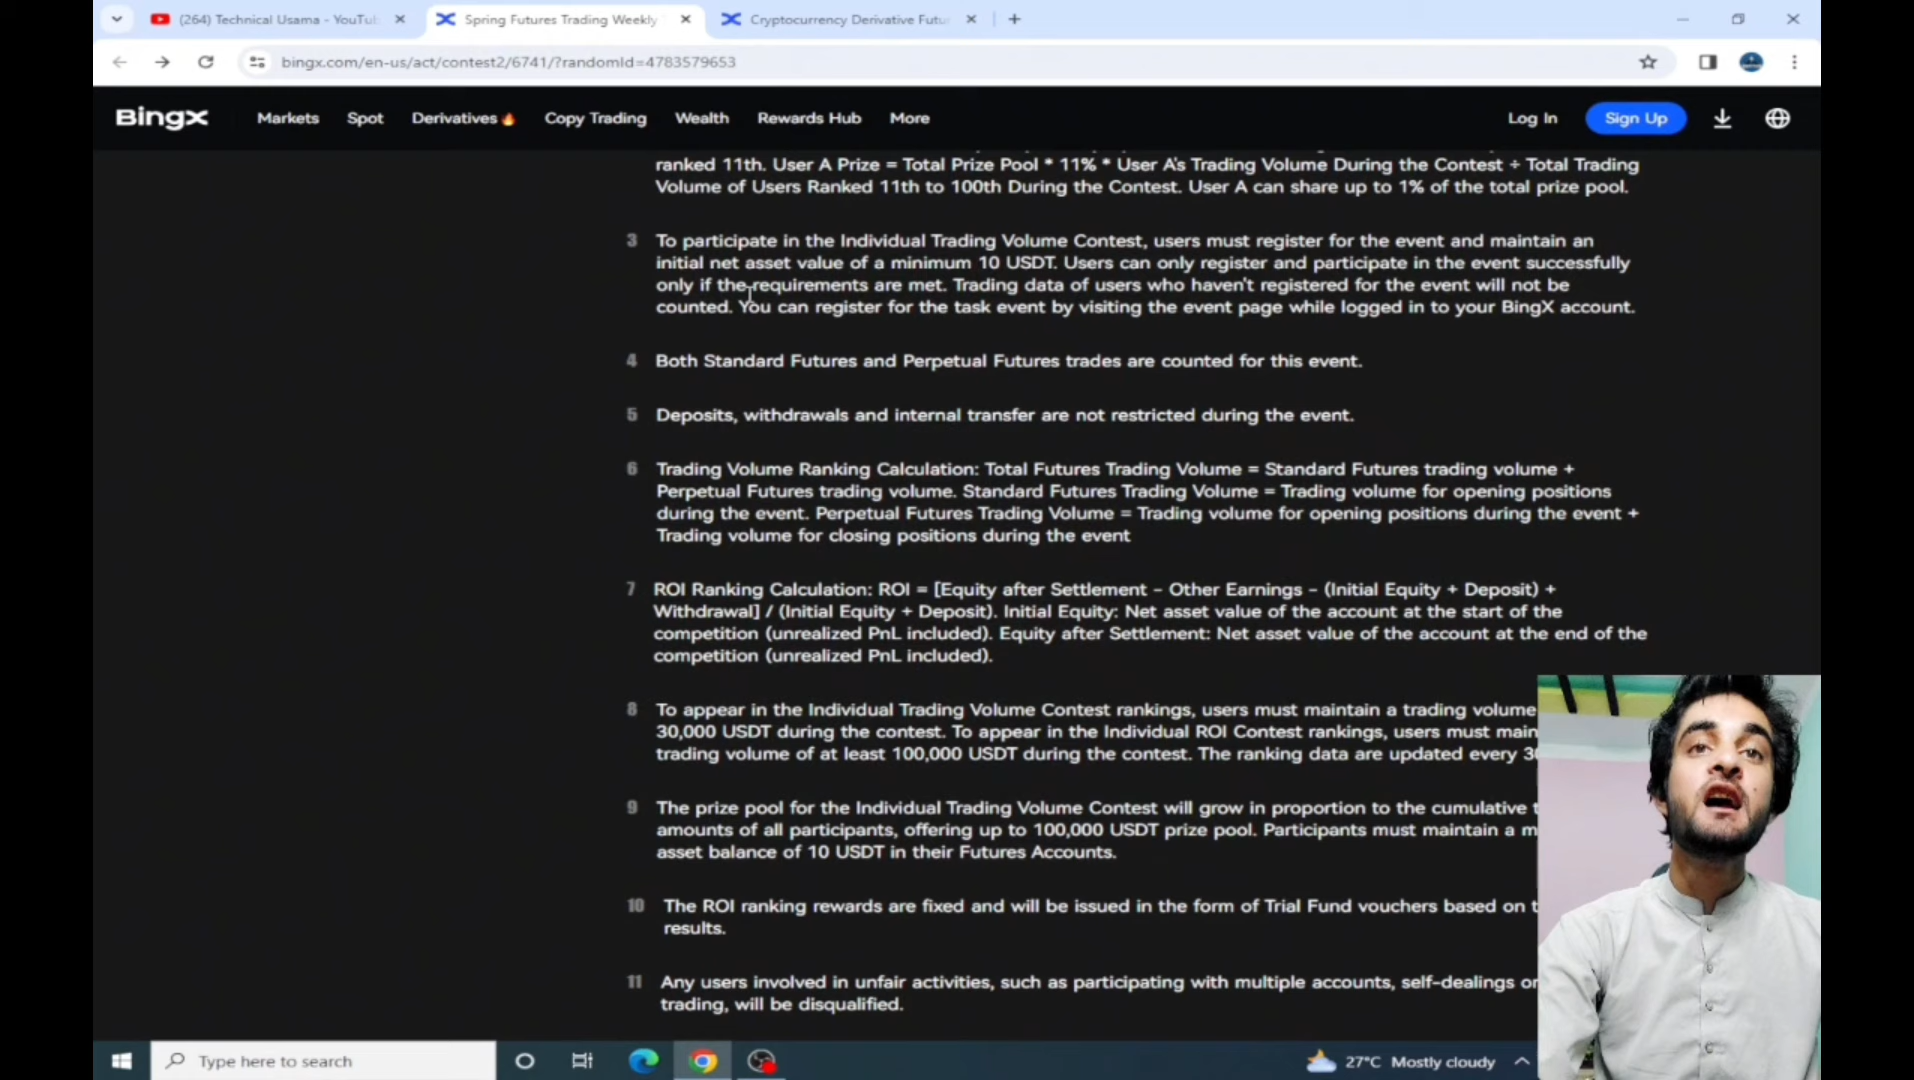 (264) Technical Usama - YouTu
Spring Futures Trading Weekly
Cryptocurrency Derivative Futu
bingx.com/en-us/act/contest2/6741/?randomId=4783579653
BingX
Markets
Spot
Derivatives
Copy Trading
Wealth
Rewards Hub
More
Log In
Sign Up
ranked 11th. User A Prize = Total Prize Pool * 11% * User A's Trading Volume During the Contest ÷ Total Trading
Volume of Users Ranked 11th to 100th During the Contest. User A can share up to 1% of the total prize pool.
3 To participate in the Individual Trading Volume Contest, users must register for the event and maintain an
initial net asset value of a minimum 10 USDT. Users can only register and participate in the event successfully
only if the requirements are met. Trading data of users who haven't registered for the event will not be
counted. You can register for the task event by visiting the event page while logged in to your BingX account.
4 Both Standard Futures and Perpetual Futures trades are counted for this event.
5 Deposits, withdrawals and internal transfer are not restricted during the event.
6 Trading Volume Ranking Calculation: Total Futures Trading Volume = Standard Futures trading volume +
Perpetual Futures trading volume. Standard Futures Trading Volume = Trading volume for opening positions
during the event. Perpetual Futures Trading Volume = Trading volume for opening positions during the event +
Trading volume for closing positions during the event
7 ROI Ranking Calculation: ROI = [Equity after Settlement - Other Earnings - (Initial Equity + Deposit) +
Withdrawal] / (Initial Equity + Deposit). Initial Equity: Net asset value of the account at the start of the
competition (unrealized PnL included). Equity after Settlement: Net asset value of the account at the end of the
competition (unrealized PnL included).
8 To appear in the Individual Trading Volume Contest rankings, users must maintain a trading volume
30,000 USDT during the contest. To appear in the Individual ROI Contest rankings, users must main
trading volume of at least 100,000 USDT during the contest. The ranking data are updated every 3
9 The prize pool for the Individual Trading Volume Contest will grow in proportion to the cumulative t
amounts of all participants, offering up to 100,000 USDT prize pool. Participants must maintain a m
asset balance of 10 USDT in their Futures Accounts.
10 The ROI ranking rewards are fixed and will be issued in the form of Trial Fund vouchers based on t
results.
11 Any users involved in unfair activities, such as participating with multiple accounts, self-dealings or
trading, will be disqualified.
Type here to search
27°C Mostly cloudy